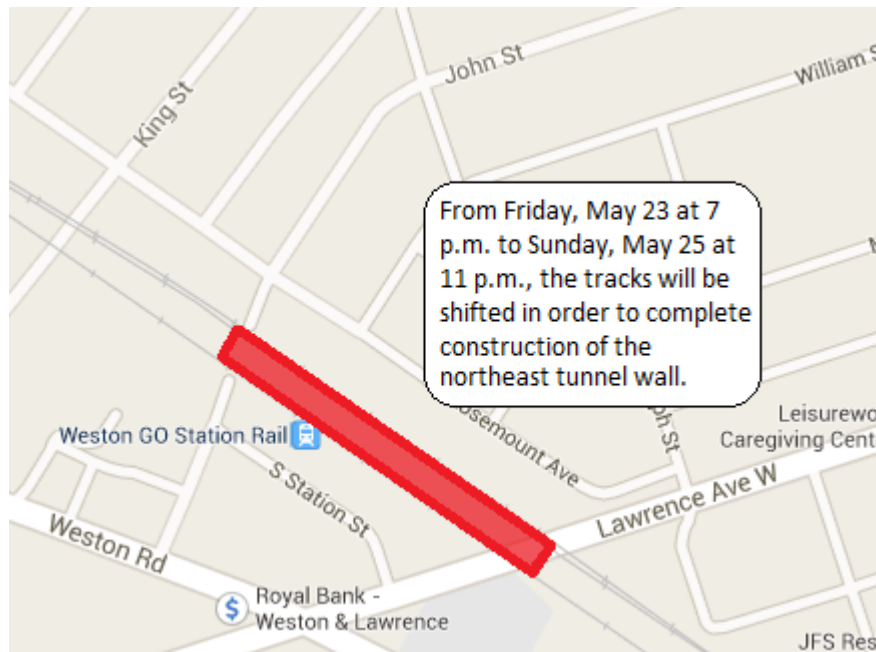 John St
William S
King St
From Friday, May 23 at 7
p.m. to Sunday, May 25 at
11 p.m., the tracks will be
shifted in order to complete
construction of the
northeast tunnel wall.
Weston GO Station Rail
osemount Ave
ph St
Leisurewo
Caregiving Cent
S Station St
Lawrence Ave W
Weston Rd
$
Royal Bank -
Weston & Lawrence
JFS Res